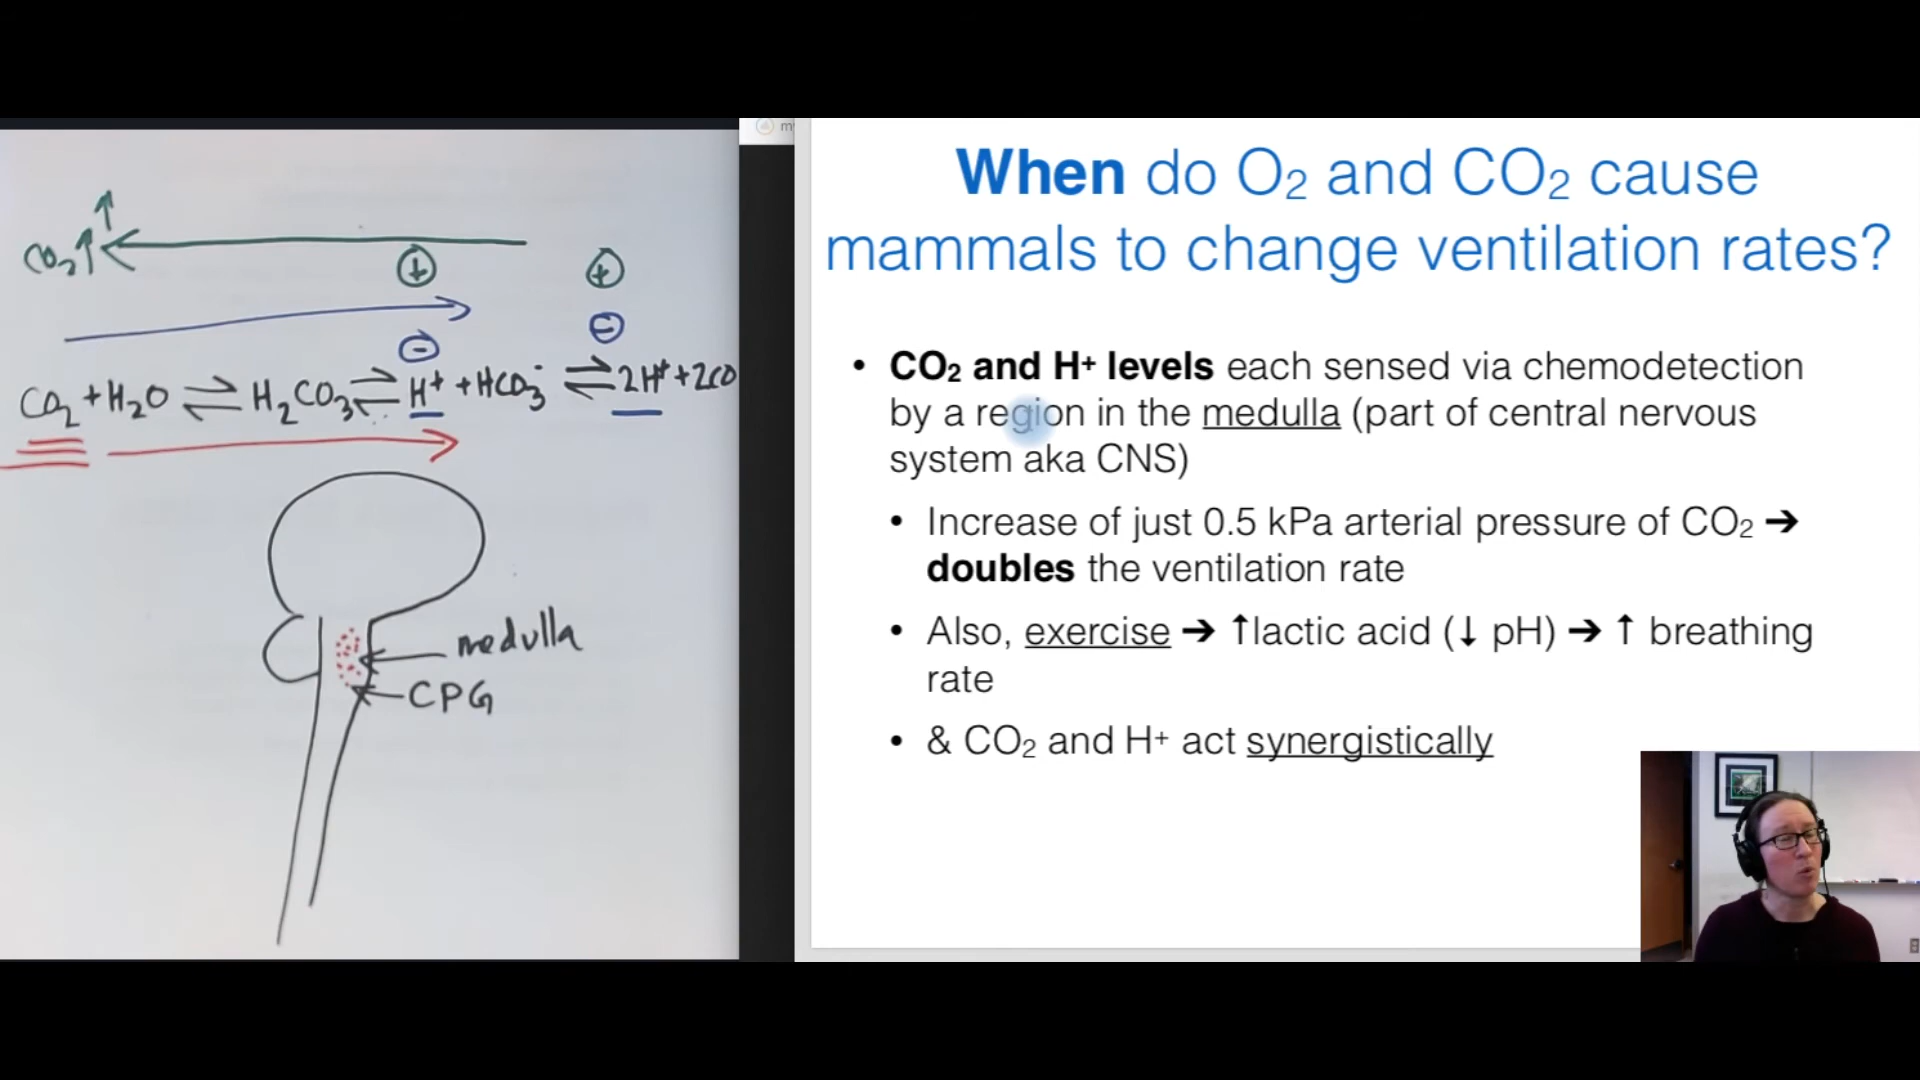 CO₂↑↑
⊕ ⊕
⊖ ⊖
CO₂ + H₂O ⇌ H₂CO₃ ⇌ H⁺ + HCO₃⁻ ⇌ 2H⁺ + 2CO
medulla
CPG
m
When do O₂ and CO₂ cause
mammals to change ventilation rates?
• CO₂ and H⁺ levels each sensed via chemodetection
by a region in the medulla (part of central nervous
system aka CNS)
• Increase of just 0.5 kPa arterial pressure of CO₂ ➔
doubles the ventilation rate
• Also, exercise ➔ ↑lactic acid (↓ pH) ➔ ↑ breathing
rate
• & CO₂ and H⁺ act synergistically